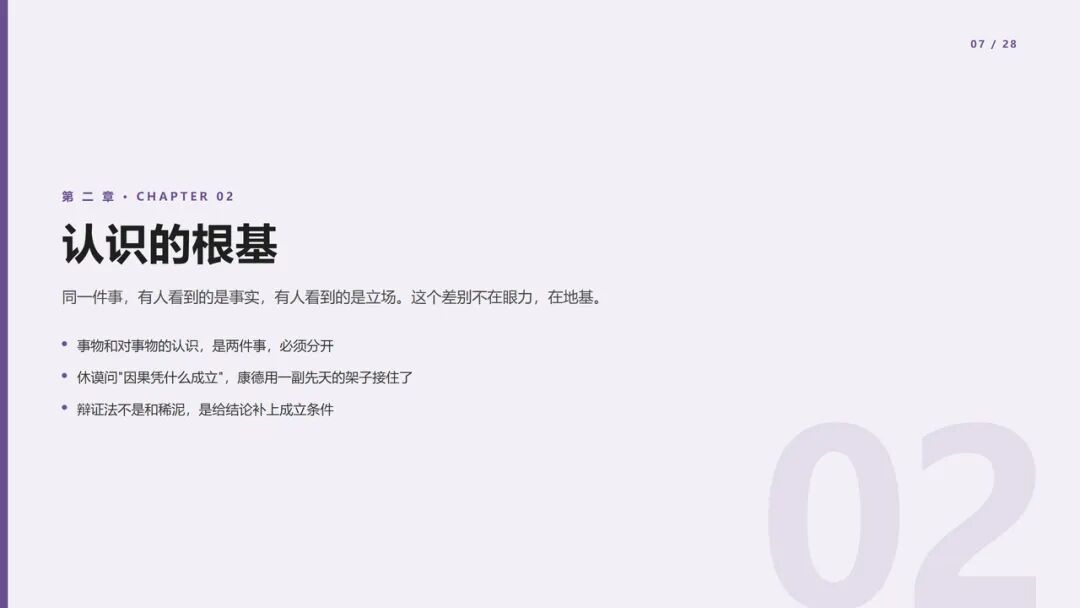 07 / 28
第 二 章 • CHAPTER 02
认识的根基
同一件事，有人看到的是事实，有人看到的是立场。这个差别不在眼力，在地基。
• 事物和对事物的认识，是两件事，必须分开
• 休谟问"因果凭什么成立"，康德用一副先天的架子接住了
• 辩证法不是和稀泥，是给结论补上成立条件
02